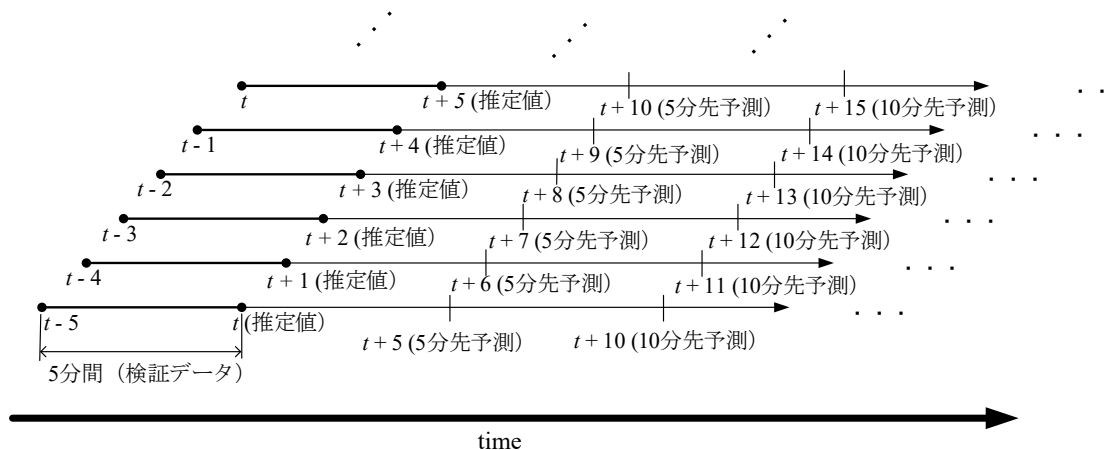 t
t + 5 (推定値)
t + 10 (5分先予測)
t + 15 (10分先予測)
t - 1
t + 4 (推定値)
t + 9 (5分先予測)
t + 14 (10分先予測)
t - 2
t + 3 (推定値)
t + 8 (5分先予測)
t + 13 (10分先予測)
t - 3
t + 2 (推定値)
t + 7 (5分先予測)
t + 12 (10分先予測)
t - 4
t + 1 (推定値)
t + 6 (5分先予測)
t + 11 (10分先予測)
t - 5
t (推定値)
t + 5 (5分先予測)
t + 10 (10分先予測)
5分間（検証データ）
time